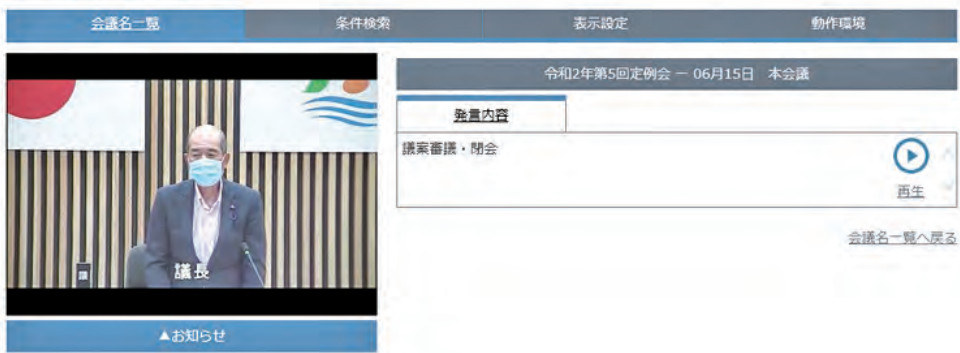 会議名一覧 条件検索 表示設定 動作環境
令和2年第5回定例会 － 06月15日 本会議
発言内容
議案審議・閉会
再生
会議名一覧へ戻る
議長
▲お知らせ